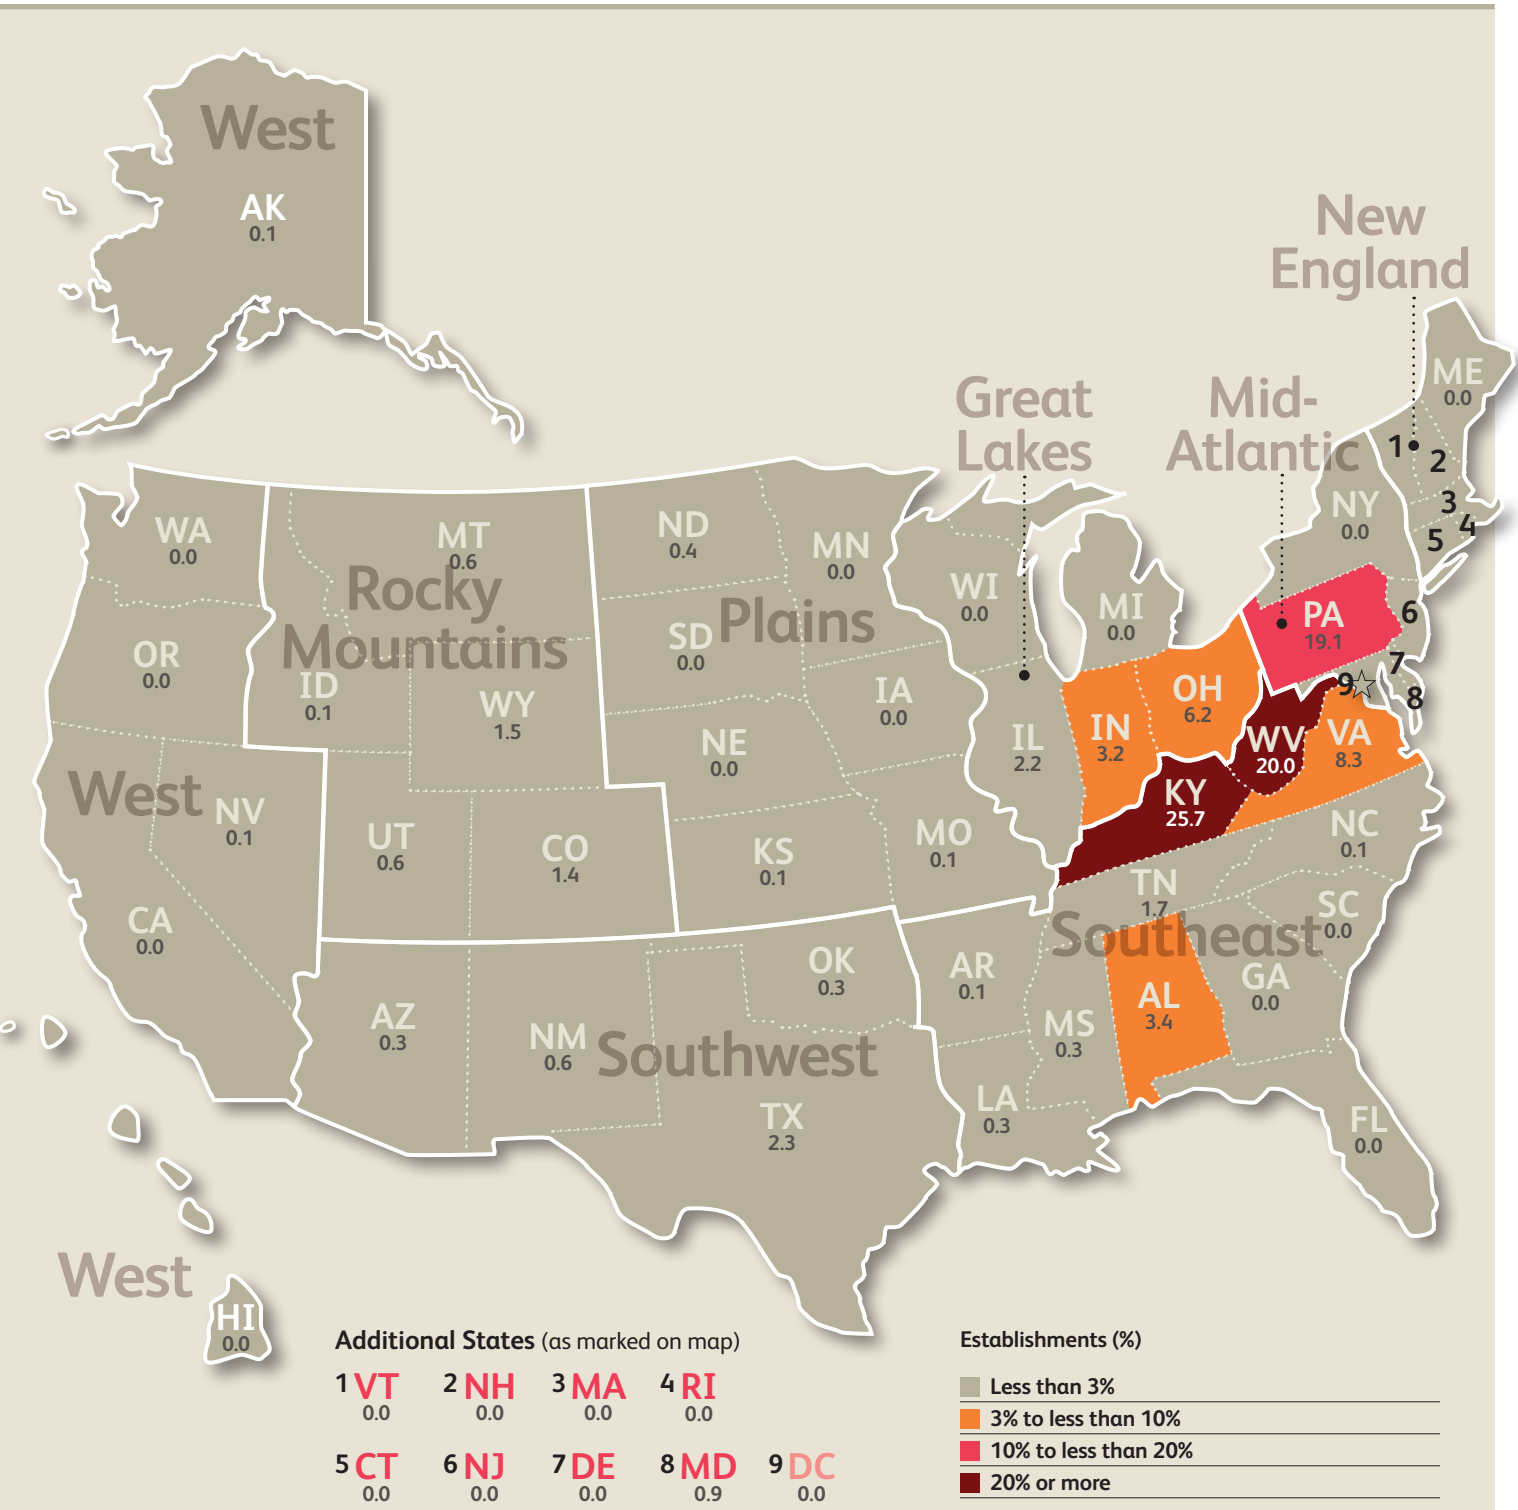 West
AK
0.1
New
England
ME
0.0
Great
Lakes
Mid-
Atlantic
1
2
3
4
5
NY
0.0
WA
0.0
MT
0.6
ND
0.4
MN
0.0
WI
0.0
MI
0.0
Rocky
Mountains
Plains
OR
0.0
ID
0.1
WY
1.5
SD
0.0
IA
0.0
PA
19.1
6
7
8
9
OH
6.2
IN
3.2
IL
2.2
WV
20.0
VA
8.3
West
NV
0.1
UT
0.6
CO
1.4
NE
0.0
KS
0.1
MO
0.1
KY
25.7
NC
0.1
TN
1.7
SC
0.0
Southeast
CA
0.0
AZ
0.3
NM
0.6
Southwest
OK
0.3
AR
0.1
MS
0.3
AL
3.4
GA
0.0
TX
2.3
LA
0.3
FL
0.0
West
HI
0.0
Additional States (as marked on map)
1 VT 2 NH 3 MA 4 RI
0.0 0.0 0.0 0.0
5 CT 6 NJ 7 DE 8 MD 9 DC
0.0 0.0 0.0 0.9 0.0
Establishments (%)
Less than 3%
3% to less than 10%
10% to less than 20%
20% or more